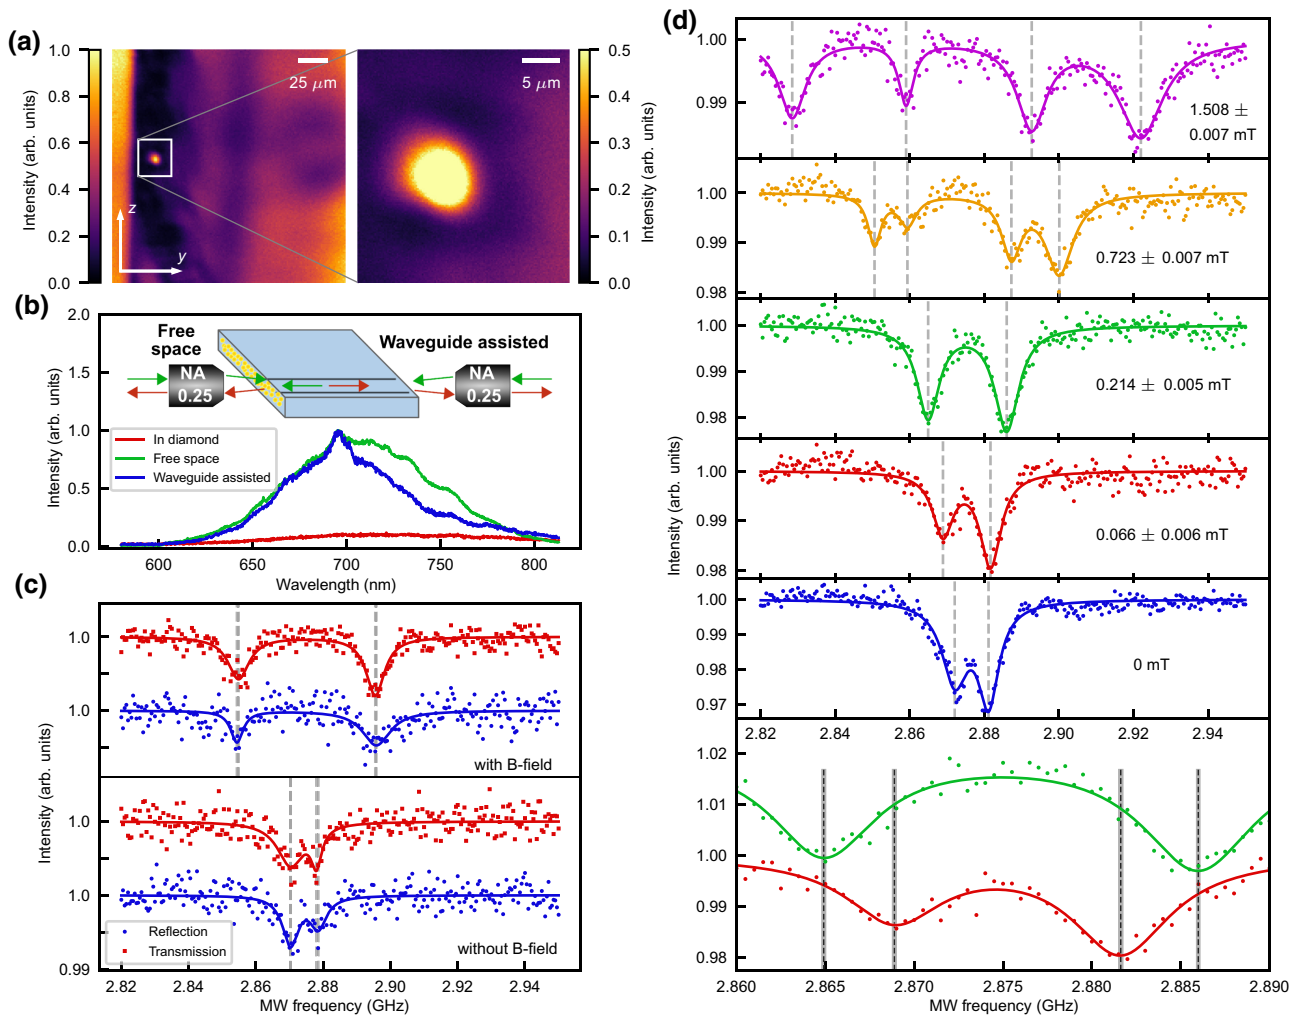 (a)
Intensity (arb. units)
1.0
0.8
0.6
0.4
0.2
0.0
25 μm
z
y
5 μm
0.5
0.4
0.3
0.2
0.1
0.0
Intensity (arb. units)
(b)
Intensity (arb. units)
2.0
1.5
1.0
0.5
0.0
Free
space
Waveguide assisted
NA
0.25
NA
0.25
In diamond
Free space
Waveguide assisted
600
650
700
750
800
Wavelength (nm)
(c)
Intensity (arb. units)
1.0
1.0
with B-field
1.0
1.0
0.99
Reflection
Transmission
without B-field
2.82
2.84
2.86
2.88
2.90
2.92
2.94
MW frequency (GHz)
(d)
Intensity (arb. units)
1.00
0.99
1.508 ±
0.007 mT
1.00
0.99
0.98
0.723 ± 0.007 mT
1.00
0.98
0.214 ± 0.005 mT
1.00
0.99
0.98
0.066 ± 0.006 mT
1.00
0.99
0.98
0.97
0 mT
2.82
2.84
2.86
2.88
2.90
2.92
2.94
1.02
1.01
1.00
0.99
0.98
2.860
2.865
2.870
2.875
2.880
2.885
2.890
MW frequency (GHz)